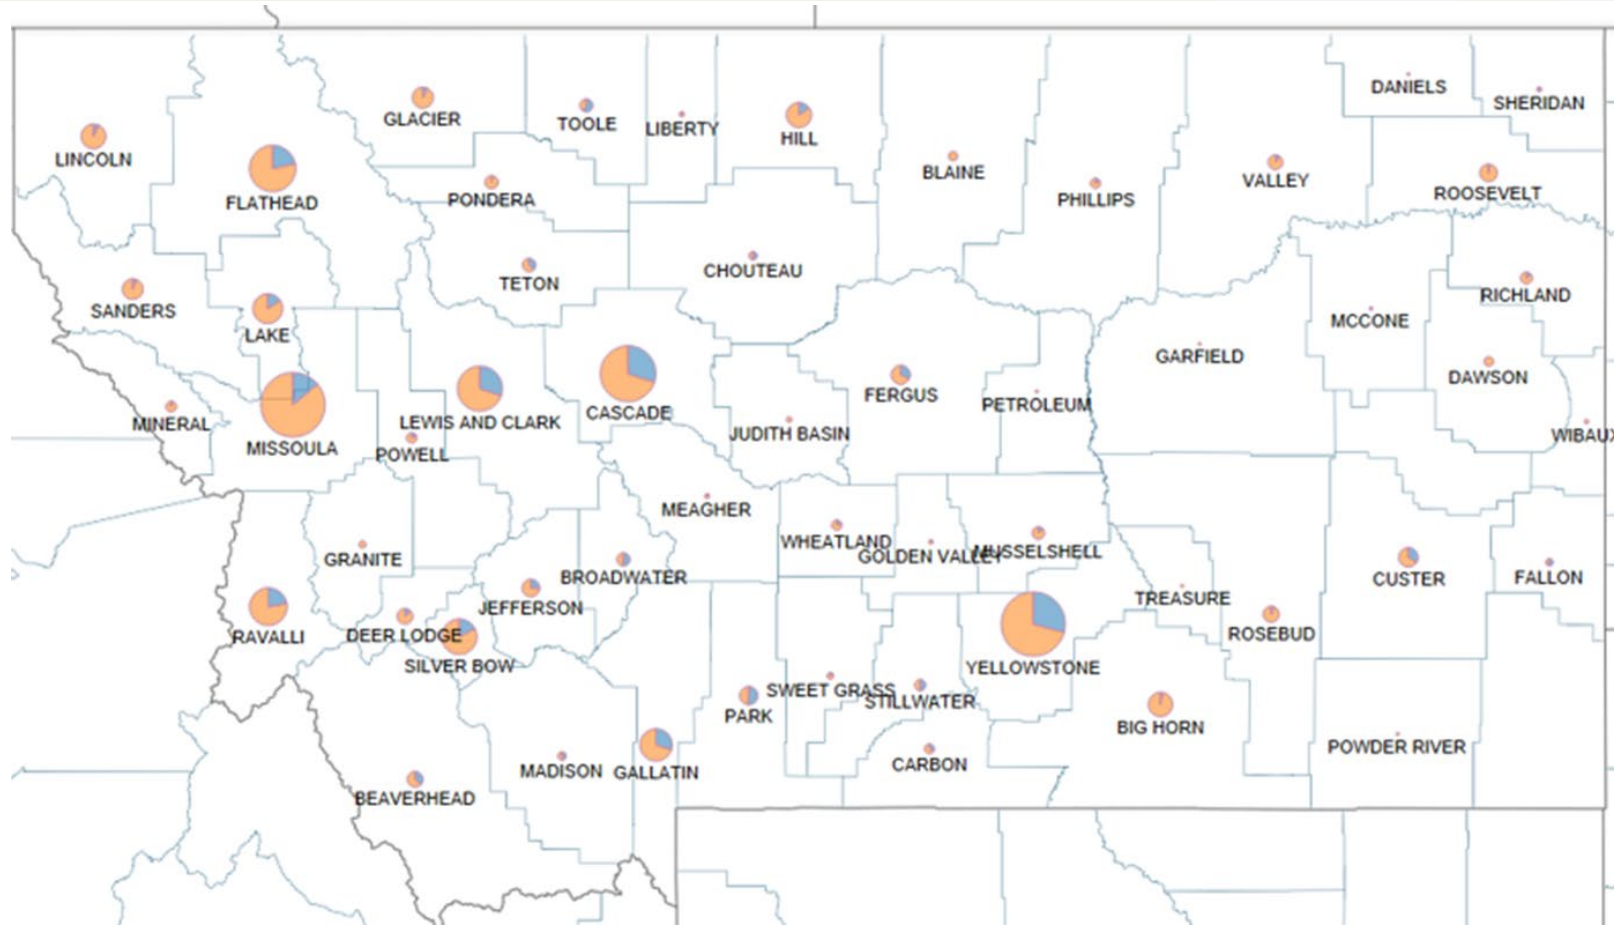 DANIELS
SHERIDAN
GLACIER
TOOLE
LIBERTY
HILL
LINCOLN
BLAINE
VALLEY
ROOSEVELT
FLATHEAD
PONDERA
PHILLIPS
CHOUTEAU
TETON
RICHLAND
SANDERS
MCCONE
LAKE
GARFIELD
DAWSON
FERGUS
PETROLEUM
CASCADE
LEWIS AND CLARK
MINERAL
JUDITH BASIN
WIBAUX
MISSOULA
POWELL
MEAGHER
WHEATLAND
GOLDEN VALLEY
MUSSELSHELL
GRANITE
BROADWATER
CUSTER
FALLON
TREASURE
JEFFERSON
RAVALLI
DEER LODGE
ROSEBUD
SILVER BOW
YELLOWSTONE
SWEET GRASS
STILLWATER
PARK
BIG HORN
POWDER RIVER
CARBON
MADISON
GALLATIN
BEAVERHEAD